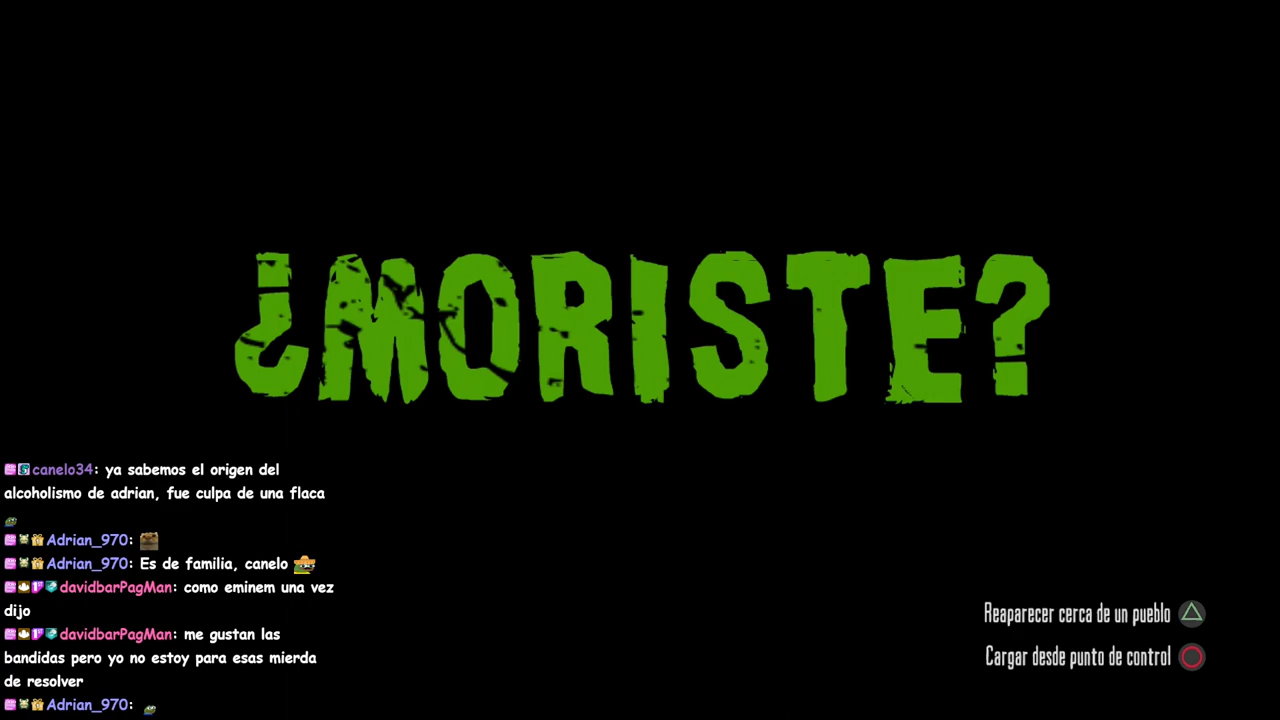 ¿MORISTE?
canelo34: ya sabemos el origen del
alcoholismo de adrian, fue culpa de una flaca
Adrian_970:
Adrian_970: Es de familia, canelo
davidbarPagMan: como eminem una vez
dijo
davidbarPagMan: me gustan las
bandidas pero yo no estoy para esas mierda
de resolver
Adrian_970:
Reaparecer cerca de un pueblo
Cargar desde punto de control